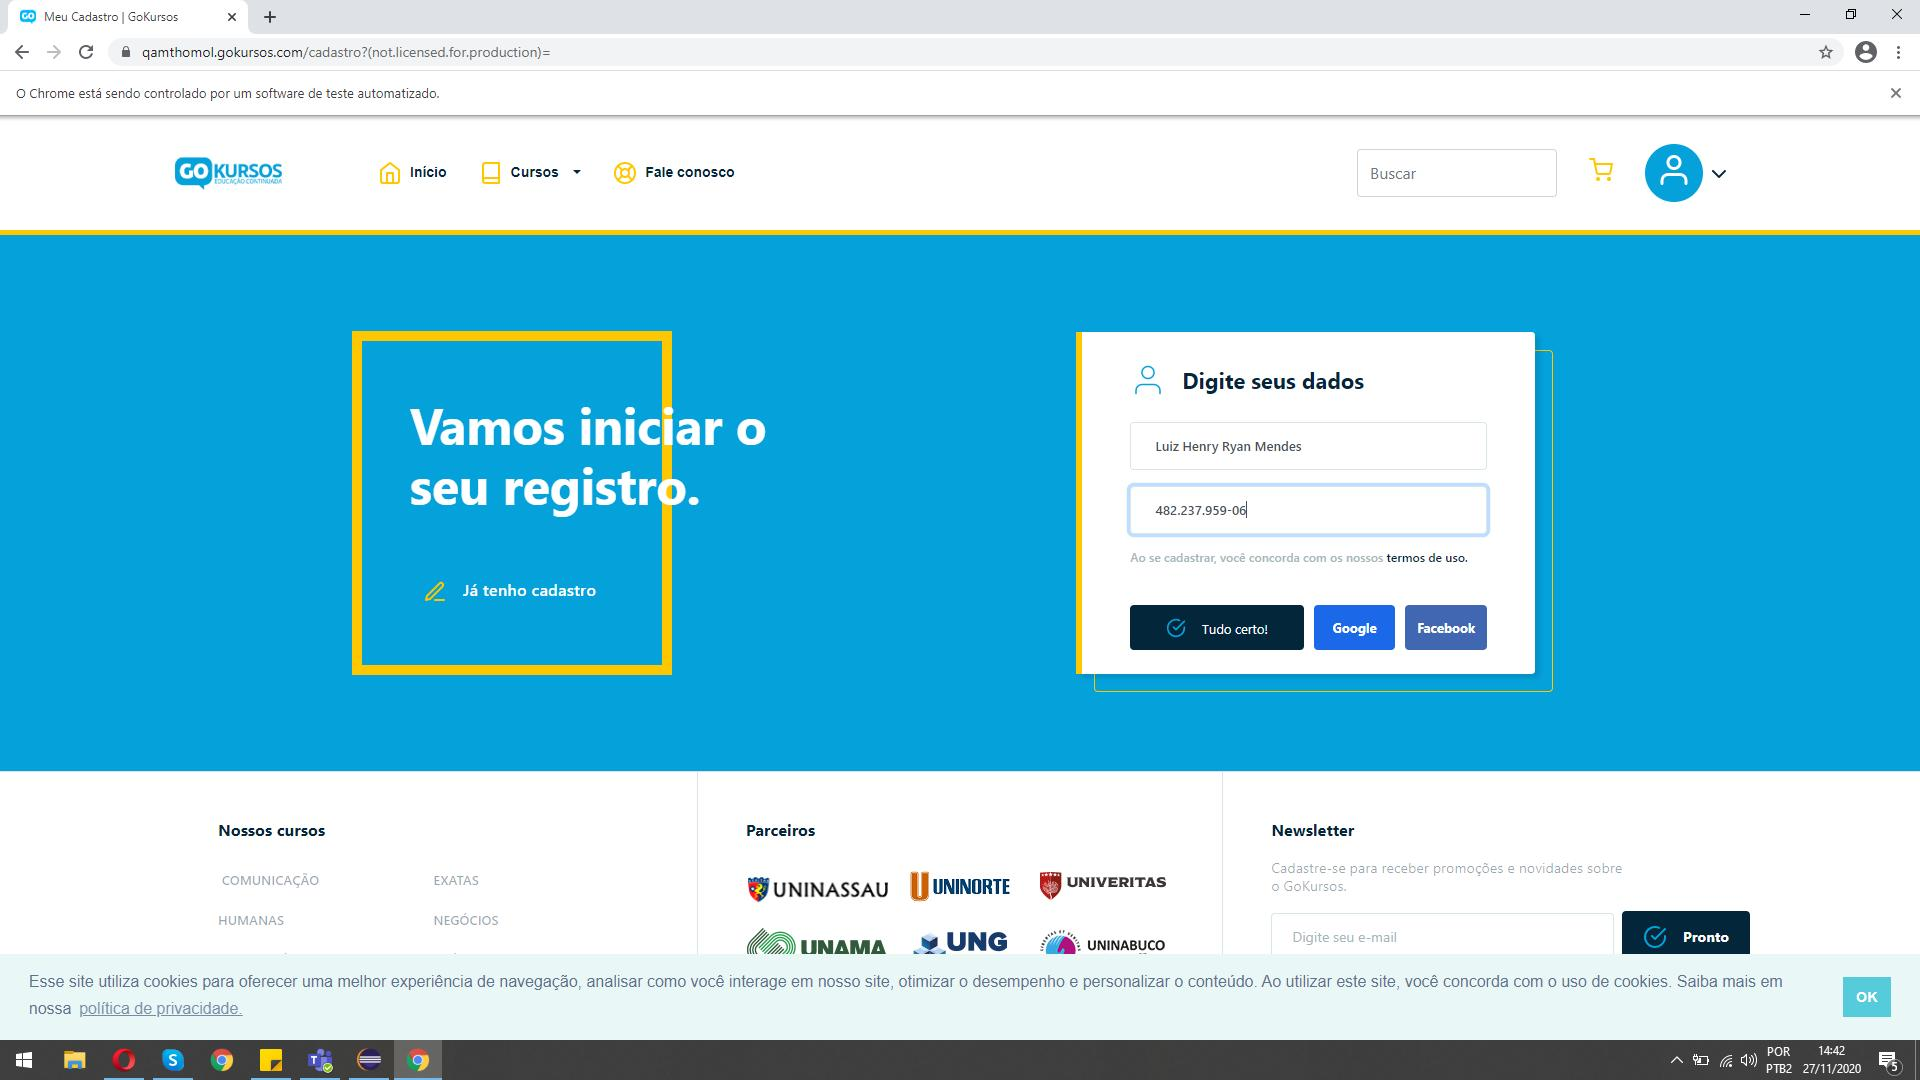 Meu Cadastro | GoKursos
qamthomol.gokursos.com/cadastro?(not.licensed.for.production)=
O Chrome está sendo controlado por um software de teste automatizado.
GOKURSOS
EDUCAÇÃO CONTINUADA
Início
Cursos
Fale conosco
Buscar
Vamos iniciar o
seu registro.
Já tenho cadastro
Digite seus dados
Luiz Henry Ryan Mendes
482.237.959-06
Ao se cadastrar, você concorda com os nossos termos de uso.
Tudo certo!
Google
Facebook
Nossos cursos
COMUNICAÇÃO
EXATAS
HUMANAS
NEGÓCIOS
Parceiros
UNINASSAU
UNINORTE
UNIVERITAS
UNAMA
UNG
UNINABUCO
Newsletter
Cadastre-se para receber promoções e novidades sobre
o GoKursos.
Digite seu e-mail
Pronto
Esse site utiliza cookies para oferecer uma melhor experiência de navegação, analisar como você interage em nosso site, otimizar o desempenho e personalizar o conteúdo. Ao utilizar este site, você concorda com o uso de cookies. Saiba mais em
nossa política de privacidade.
OK
POR
PTB2
14:42
27/11/2020
5